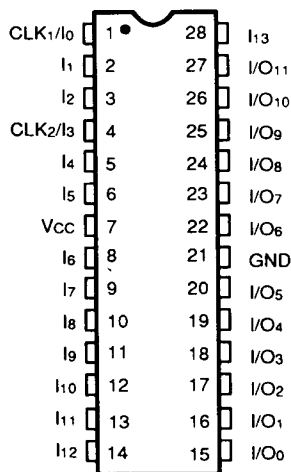 CLK1/I0 1 28 I13
I1 2 27 I/O11
I2 3 26 I/O10
CLK2/I3 4 25 I/O9
I4 5 24 I/O8
I5 6 23 I/O7
VCC 7 22 I/O6
I6 8 21 GND
I7 9 20 I/O5
I8 10 19 I/O4
I9 11 18 I/O3
I10 12 17 I/O2
I11 13 16 I/O1
I12 14 15 I/O0